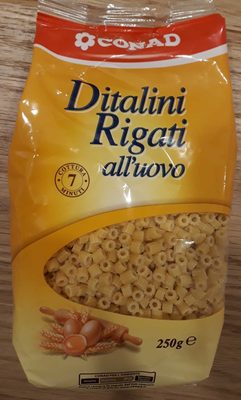 CONAD
Ditalini
Rigati
all'uovo
COTTURA
7
MINUTI
250g e